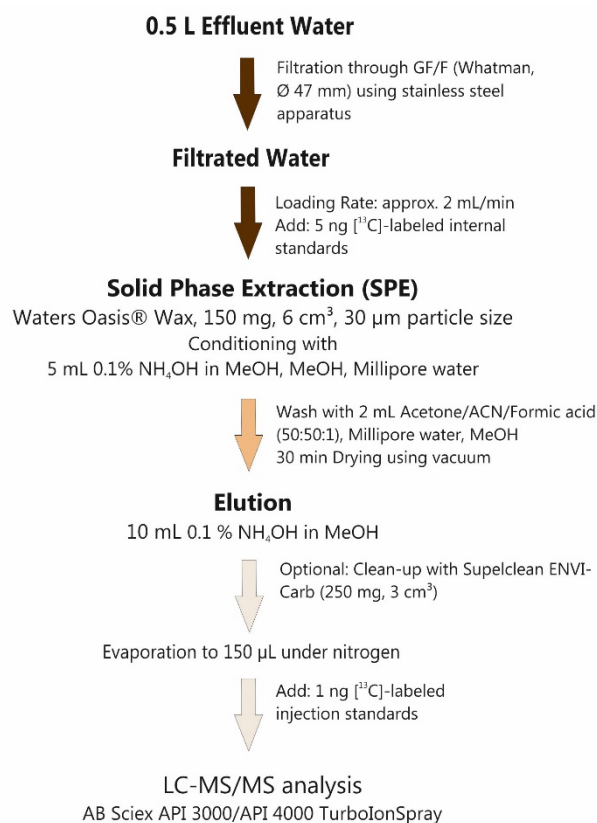 0.5 L Effluent Water
Filtration through GF/F (Whatman,
Ø 47 mm) using stainless steel
apparatus
Filtrated Water
Loading Rate: approx. 2 mL/min
Add: 5 ng [¹³C]-labeled internal
standards
Solid Phase Extraction (SPE)
Waters Oasis® Wax, 150 mg, 6 cm³, 30 µm particle size
Conditioning with
5 mL 0.1% NH₄OH in MeOH, MeOH, Millipore water
Wash with 2 mL Acetone/ACN/Formic acid
(50:50:1), Millipore water, MeOH
30 min Drying using vacuum
Elution
10 mL 0.1 % NH₄OH in MeOH
Optional: Clean-up with Supelclean ENVI-
Carb (250 mg, 3 cm³)
Evaporation to 150 µL under nitrogen
Add: 1 ng [¹³C]-labeled
injection standards
LC-MS/MS analysis
AB Sciex API 3000/API 4000 TurboIonSpray